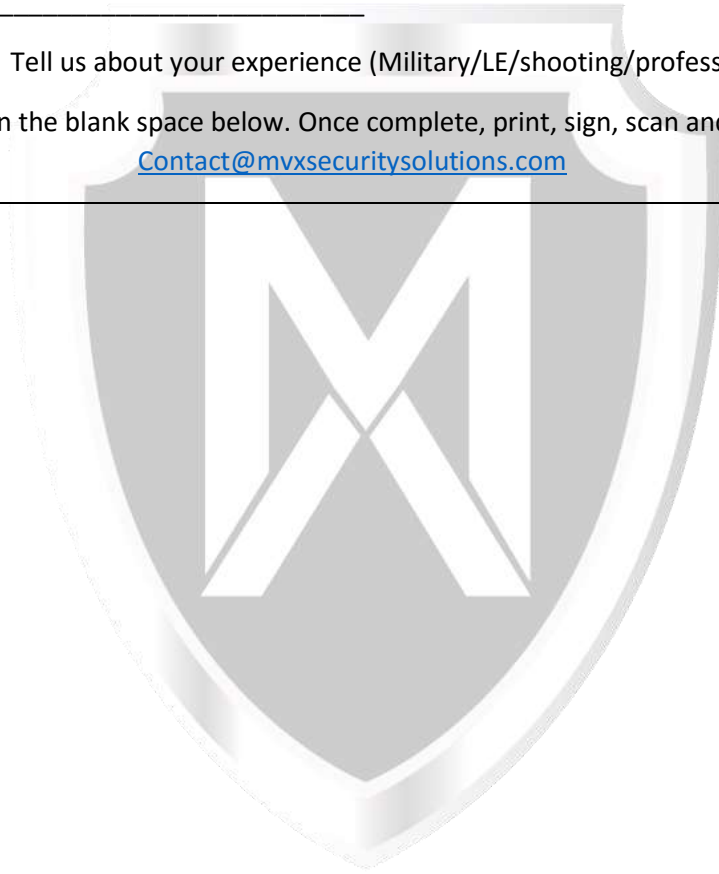 Tell us about your experience (Military/LE/shooting/profess
n the blank space below. Once complete, print, sign, scan and
Contact@mvxsecuritysolutions.com